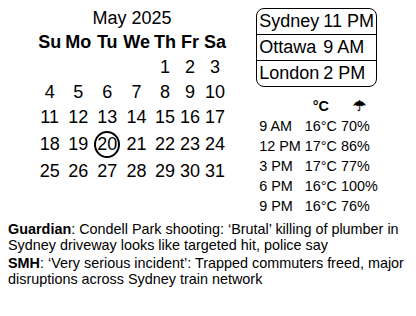 May 2025
Su Mo Tu We Th Fr Sa
1 2 3
4 5 6 7 8 9 10
11 12 13 14 15 16 17
18 19 20 21 22 23 24
25 26 27 28 29 30 31
Sydney 11 PM
Ottawa 9 AM
London 2 PM
°C ☂
9 AM 16°C 70%
12 PM 17°C 86%
3 PM 17°C 77%
6 PM 16°C 100%
9 PM 16°C 76%
Guardian: Condell Park shooting: ‘Brutal’ killing of plumber in
Sydney driveway looks like targeted hit, police say
SMH: ‘Very serious incident’: Trapped commuters freed, major
disruptions across Sydney train network